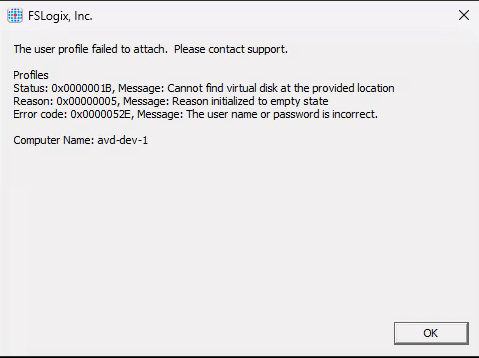 FSLogix, Inc.
The user profile failed to attach.  Please contact support.
Profiles
Status: 0x0000001B, Message: Cannot find virtual disk at the provided location
Reason: 0x00000005, Message: Reason initialized to empty state
Error code: 0x0000052E, Message: The user name or password is incorrect.
Computer Name: avd-dev-1
OK